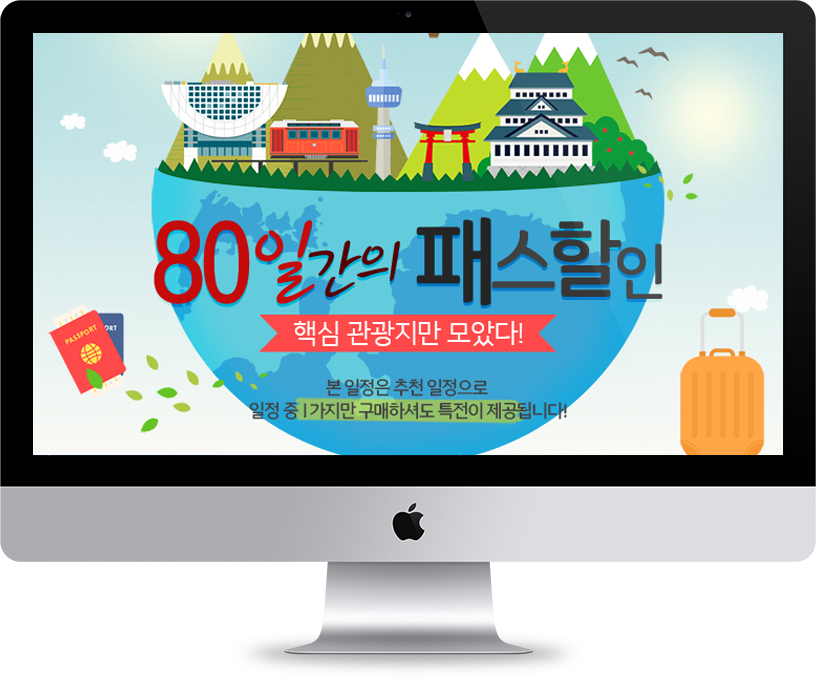 80일간의 패스할인
핵심 관광지만 모았다!
PASSPORT
ORT
본 일정은 추천 일정으로
일정 중 1가지만 구매하셔도 특전이 제공됩니다!